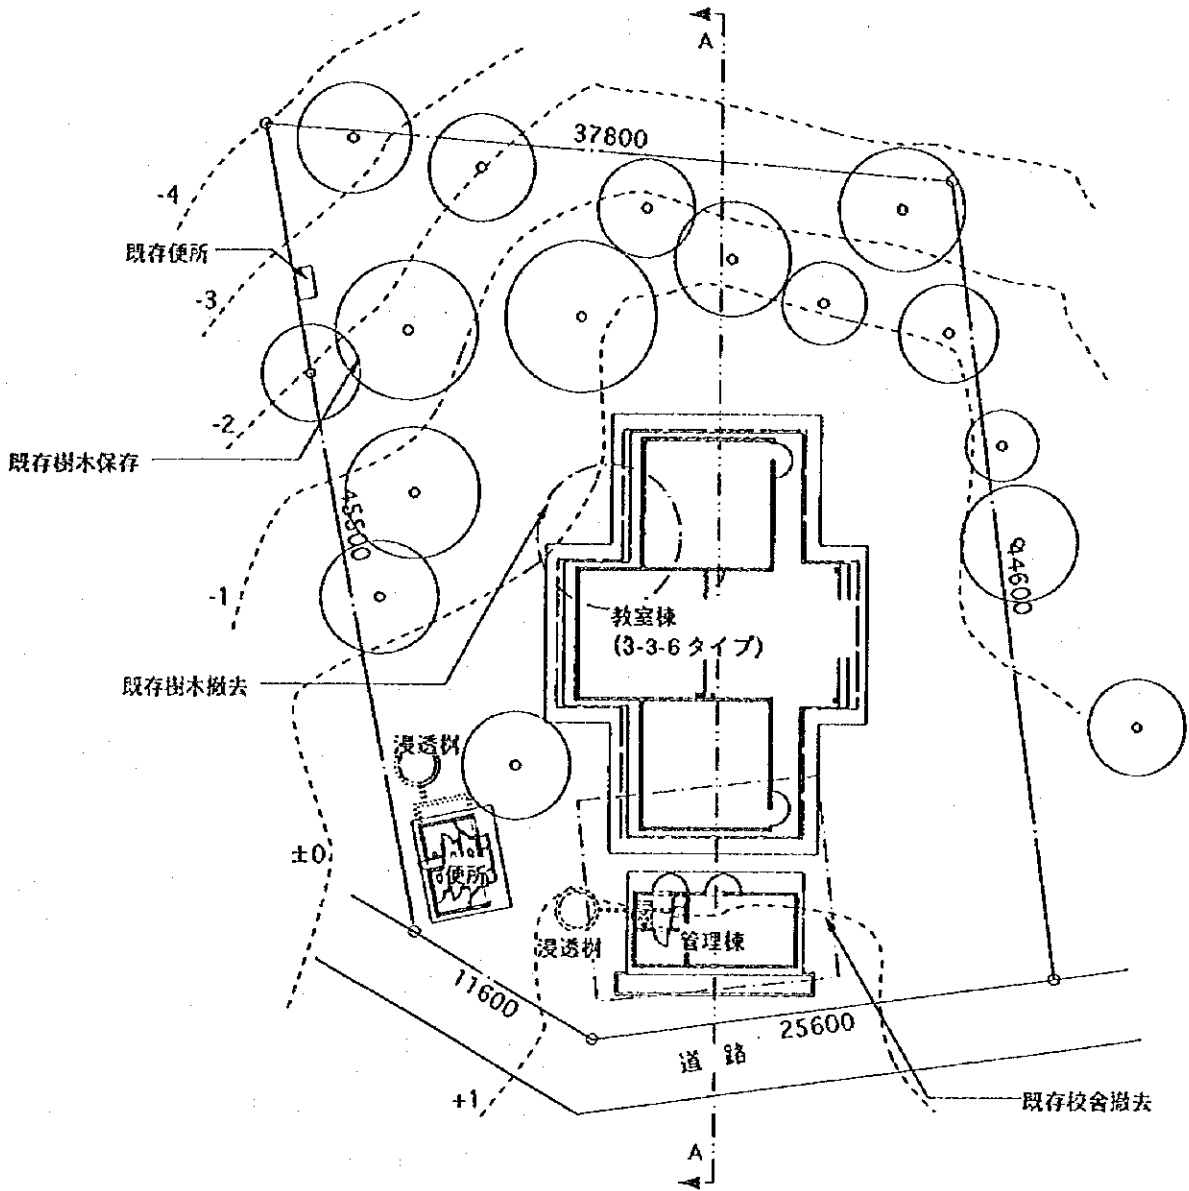 A
37800
-4
既存便所
-3
-2
既存樹木保存
45600
44600
-1
教室棟
(3-3-6タイプ)
既存樹木撤去
浸透桝
±0
便所
浸透桝
管理棟
11600
25600
道路
+1
既存校舎撤去
A